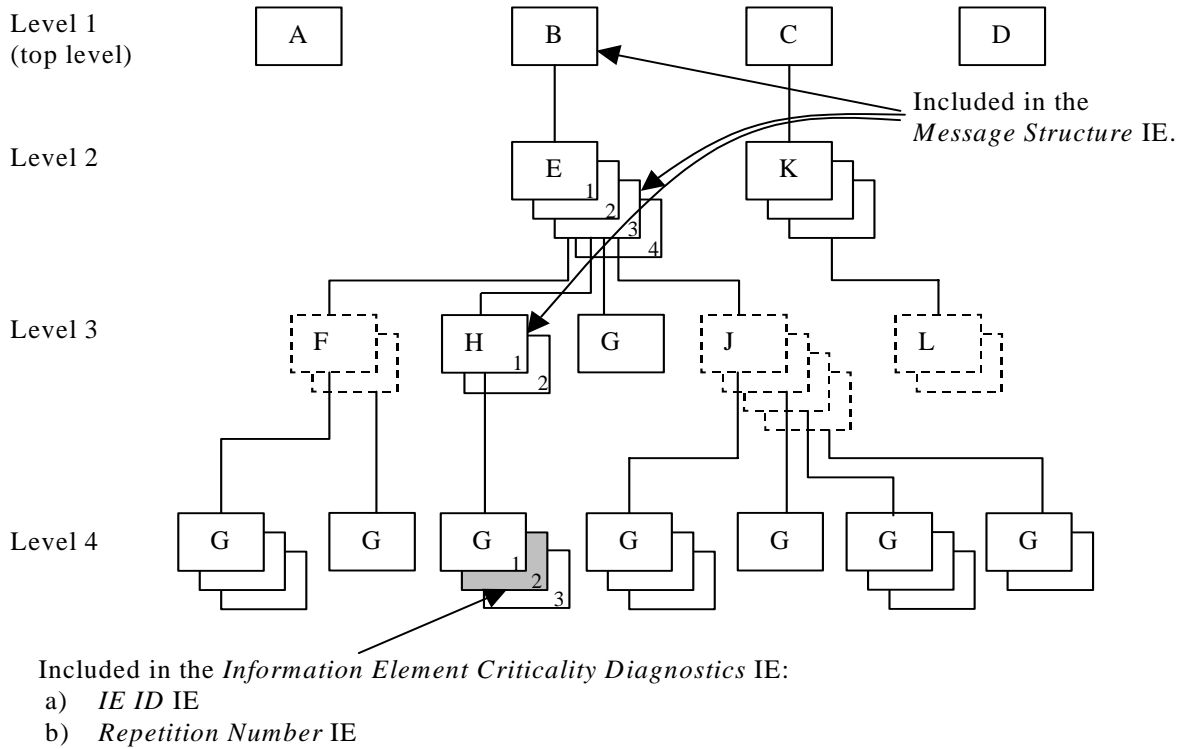 Level 1
(top level)
A
B
C
D
Included in the
Message Structure IE.
Level 2
E
1
2
3
4
K
Level 3
F
H
1
2
G
J
L
Level 4
G
G
G
1
2
3
G
G
G
G
Included in the Information Element Criticality Diagnostics IE:
a) IE ID IE
b) Repetition Number IE